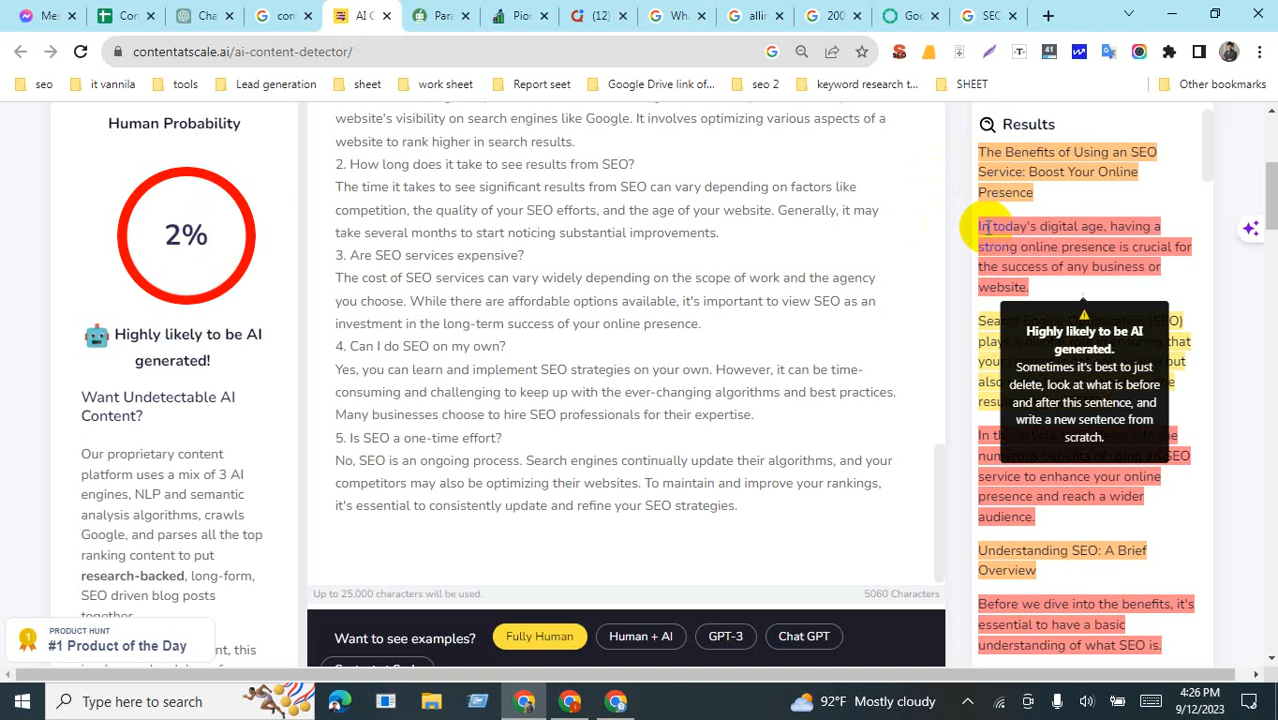 Me
conte
AI C
Par
Pioi
(12)
Wh
alli
200
SEC
contentscale.ai/ai-content-detector/
41
seo
it vannila
tools
Lead generation
sheet
work sheet
Report seet
Google Drive link of...
seo 2
keyword research t...
SHEET
Other bookmarks
Human Probability
2%
Highly likely to be AI
generated!
Want Undetectable AI
Content?
Our proprietary content
platform uses a mix of 3 AI
engines, NLP and semantic
analysis algorithms, crawls
Google, and parses all the top
ranking content to put
research-backed, long-form,
SEO driven blog posts
together.
PRODUCT HUNT
#1 Product of the Day
nt, this
website's visibility on search engines like Google. It involves optimizing various aspects of a
website to rank higher in search results.
2. How long does it take to see results from SEO?
The time it takes to see significant results from SEO can vary depending on factors like
competition, the quality of your SEO efforts, and the age of your website. Generally, it may
take several months to start noticing substantial improvements.
3. Are SEO services expensive?
The cost of SEO services can vary widely depending on the scope of work and the agency
you choose. While there are affordable options available, it's important to view SEO as an
investment in the long-term success of your online presence.
4. Can I do SEO on my own?
Yes, you can learn and implement SEO strategies on your own. However, it can be time-
consuming and challenging to keep up with the ever-changing algorithms and best practices.
Many businesses choose to hire SEO professionals for their expertise.
5. Is SEO a one-time effort?
No, SEO is an ongoing process. Search engines continually update their algorithms, and your
competitors may also be optimizing their websites. To maintain and improve your rankings,
it's essential to consistently update and refine your SEO strategies.
Up to 25,000 characters will be used.
5060 Characters
Want to see examples?
Fully Human
Human + AI
GPT-3
Chat GPT
Results
The Benefits of Using an SEO
Service: Boost Your Online
Presence
In today's digital age, having a
strong online presence is crucial for
the success of any business or
website.
Highly likely to be AI
generated.
Sometimes it's best to just
delete, look at what is before
and after this sentence, and
write a new sentence from
scratch.
numerous benefits of using an SEO
service to enhance your online
presence and reach a wider
audience.
Understanding SEO: A Brief
Overview
Before we dive into the benefits, it's
essential to have a basic
understanding of what SEO is.
Type here to search
92°F Mostly cloudy
4:26 PM
9/12/2023